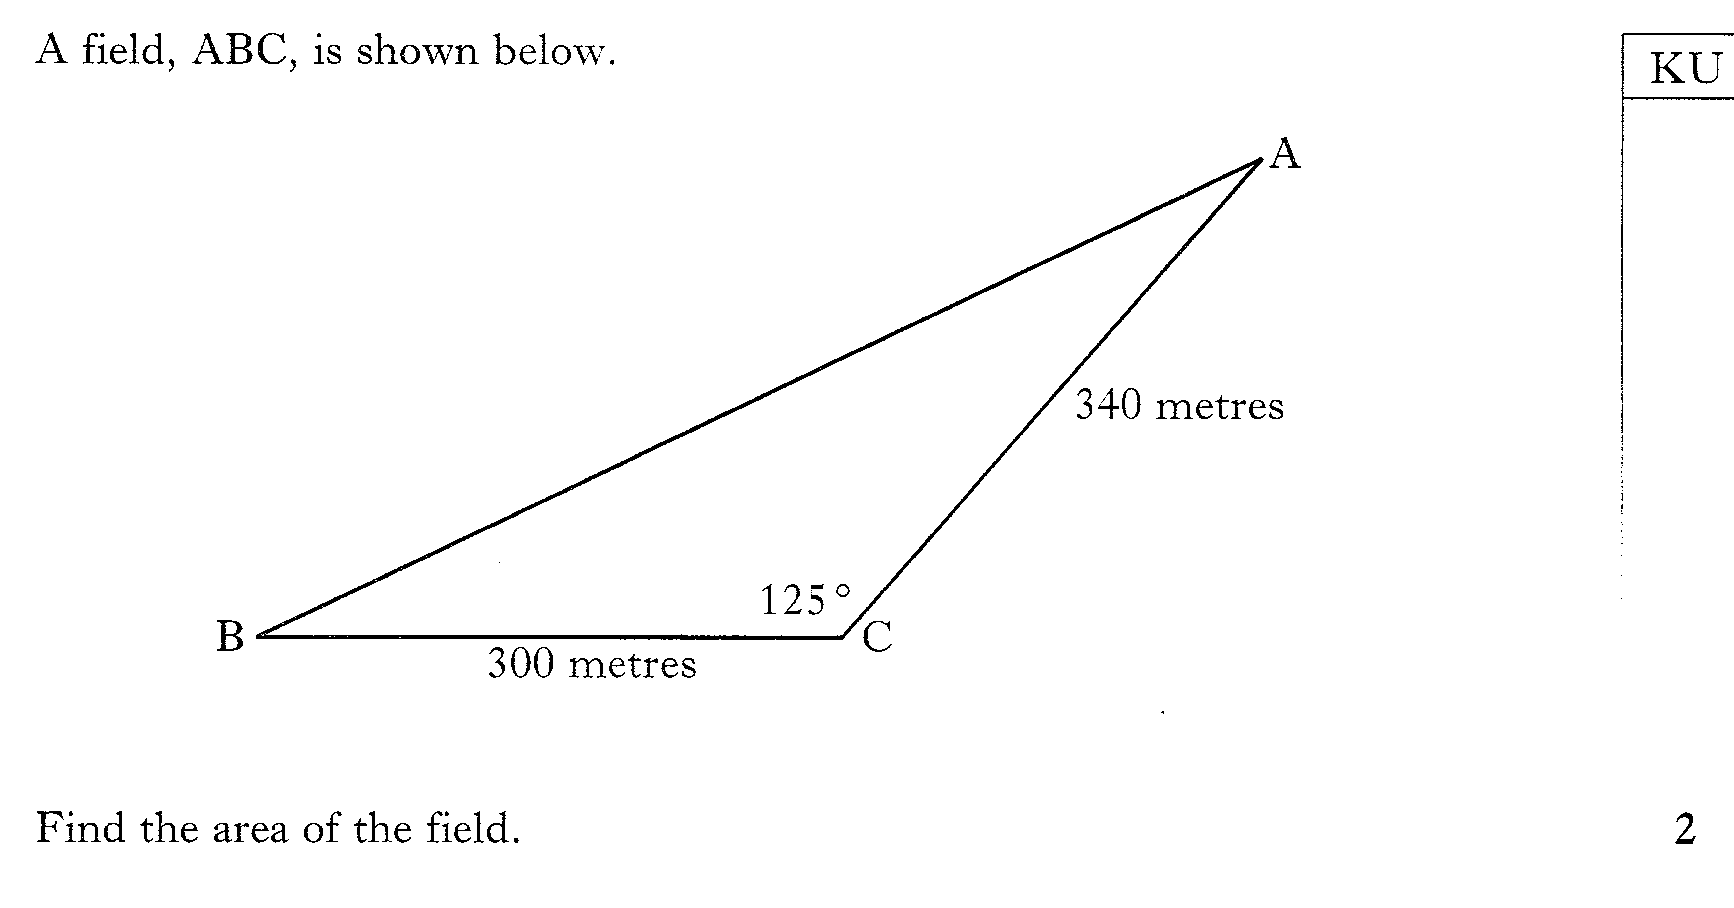 A field, ABC, is shown below.
KU
A
340 metres
125°
B
C
300 metres
Find the area of the field.
2